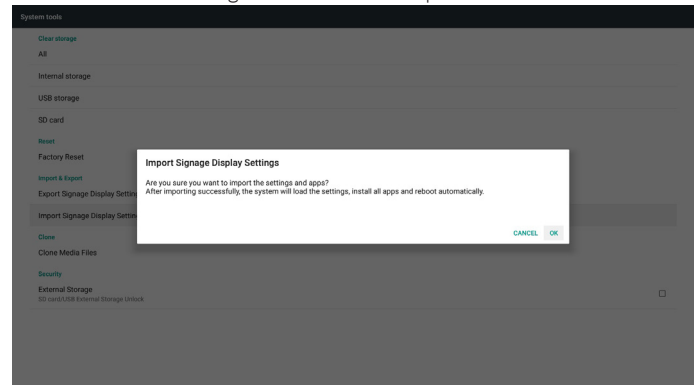 System tools
Clear storage
All
Internal storage
USB storage
SD card
Reset
Factory Reset
Import & Export
Export Signage Display Setting
Import Signage Display Setting
Clone
Clone Media Files
Security
External Storage
SD card/USB External Storage Unlock
Import Signage Display Settings
Are you sure you want to import the settings and apps?
After importing successfully, the system will load the settings, install all apps and reboot automatically.
CANCEL OK